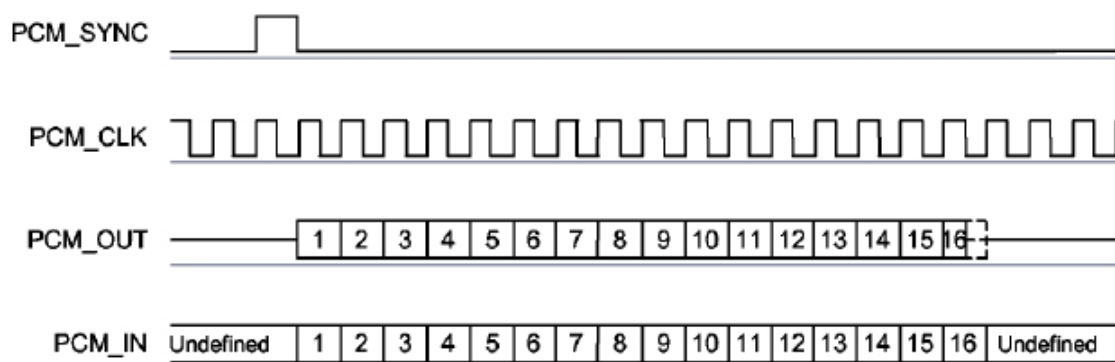 PCM_SYNC
PCM_CLK
PCM_OUT 1 2 3 4 5 6 7 8 9 10 11 12 13 14 15 16
PCM_IN Undefined 1 2 3 4 5 6 7 8 9 10 11 12 13 14 15 16 Undefined